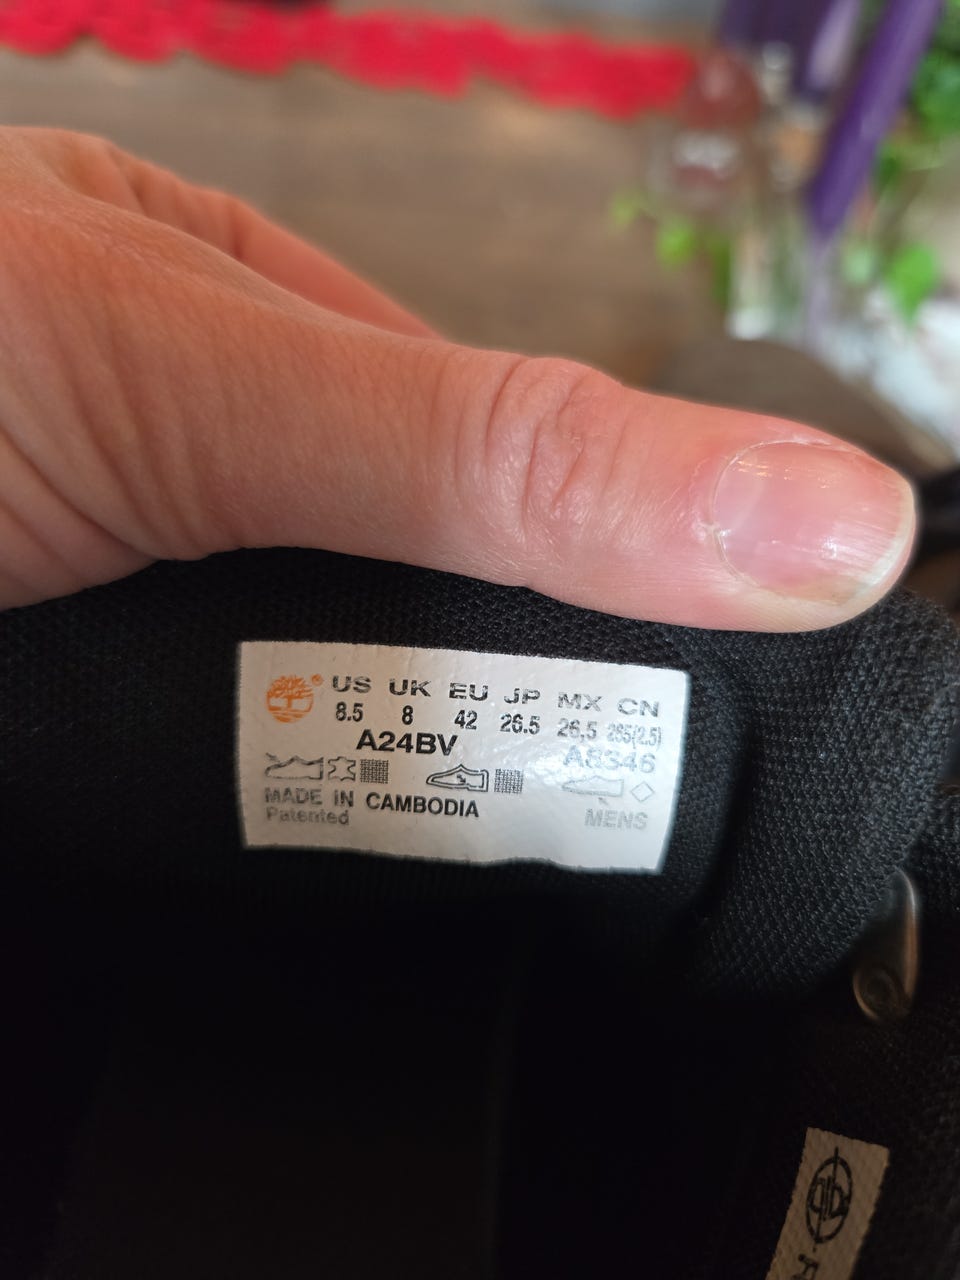 US UK EU JP MX CN
8.5 8 42 26.5 26,5 265(2.5)
A24BV
MADE IN CAMBODIA
Patented MENS